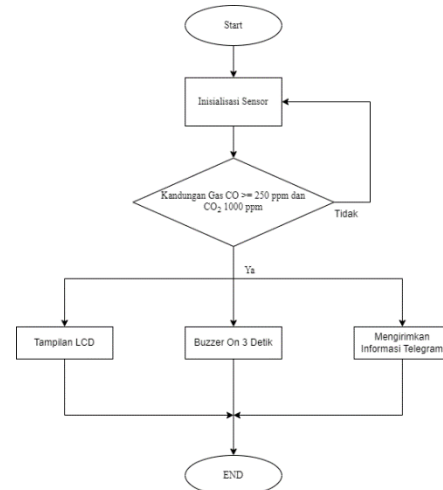 Start
Inisialisasi Sensor
Kandungan Gas CO >= 250 ppm dan
CO₂ 1000 ppm
Tidak
Ya
Tampilan LCD
Buzzer On 3 Detik
Mengirimkan
Informasi Telegram
END